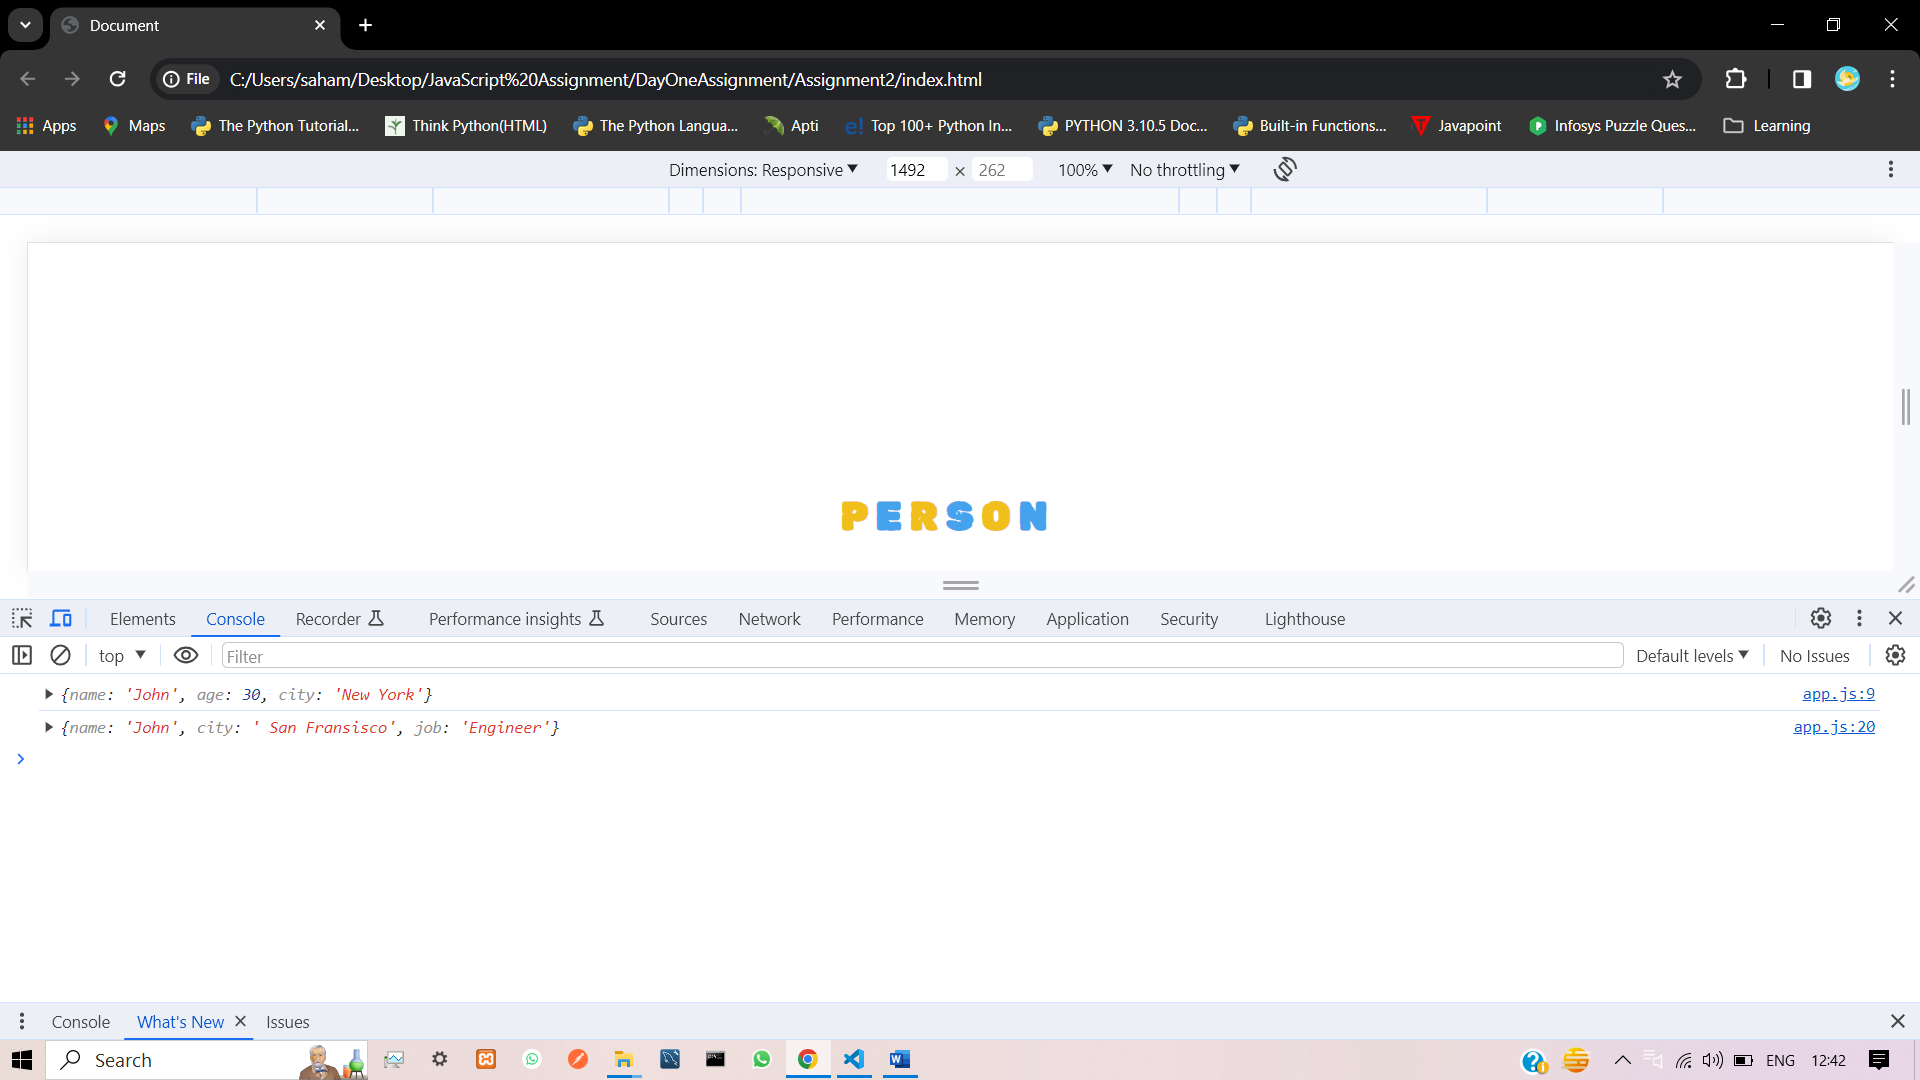 Document
File C:/Users/saham/Desktop/JavaScript%20Assignment/DayOneAssignment/Assignment2/index.html
Apps Maps The Python Tutorial... Think Python(HTML) The Python Langua... Apti Top 100+ Python In... PYTHON 3.10.5 Doc... Built-in Functions... Javapoint Infosys Puzzle Ques... Learning
Dimensions: Responsive 1492 × 262 100% No throttling
PERSON
Elements Console Recorder Performance insights Sources Network Performance Memory Application Security Lighthouse
top Filter Default levels No Issues
{name: 'John', age: 30, city: 'New York'} app.js:9
{name: 'John', city: ' San Fransisco', job: 'Engineer'} app.js:20
Console What's New Issues
Search ENG 12:42